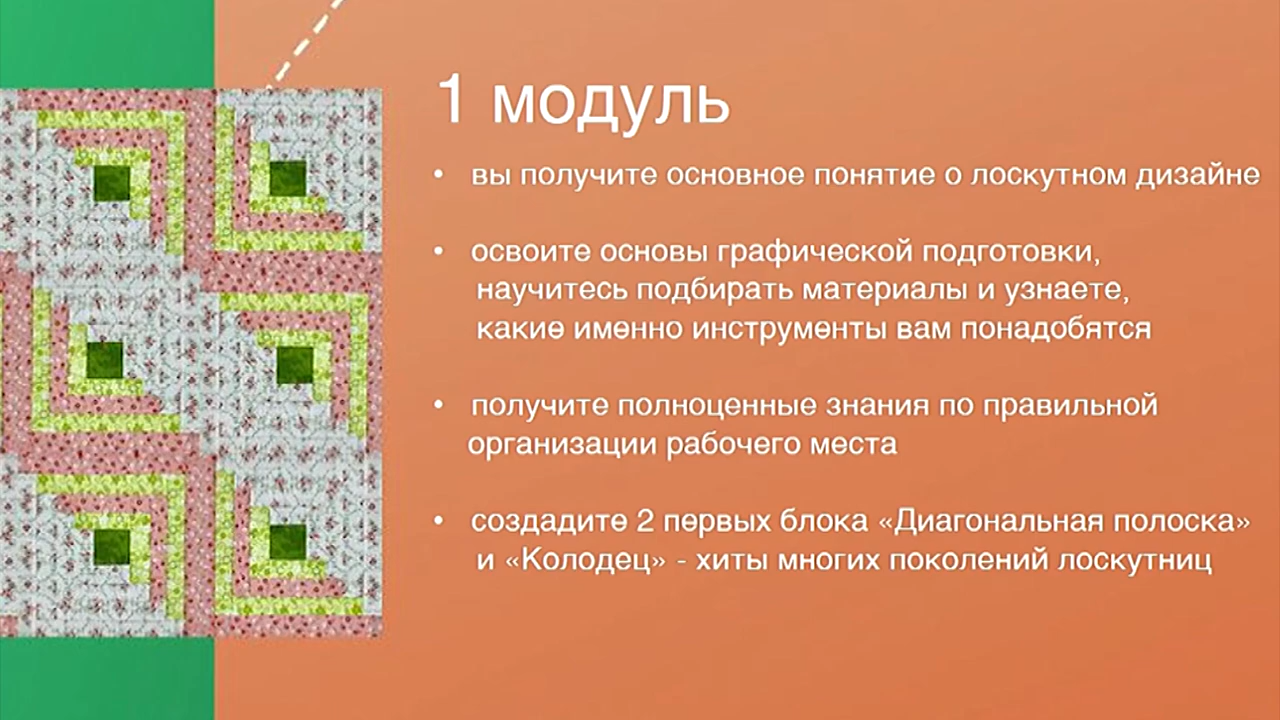 1 модуль
• вы получите основное понятие о лоскутном дизайне
• освоите основы графической подготовки,
научитесь подбирать материалы и узнаете,
какие именно инструменты вам понадобятся
• получите полноценные знания по правильной
организации рабочего места
• создадите 2 первых блока «Диагональная полоска»
и «Колодец» - хиты многих поколений лоскутниц